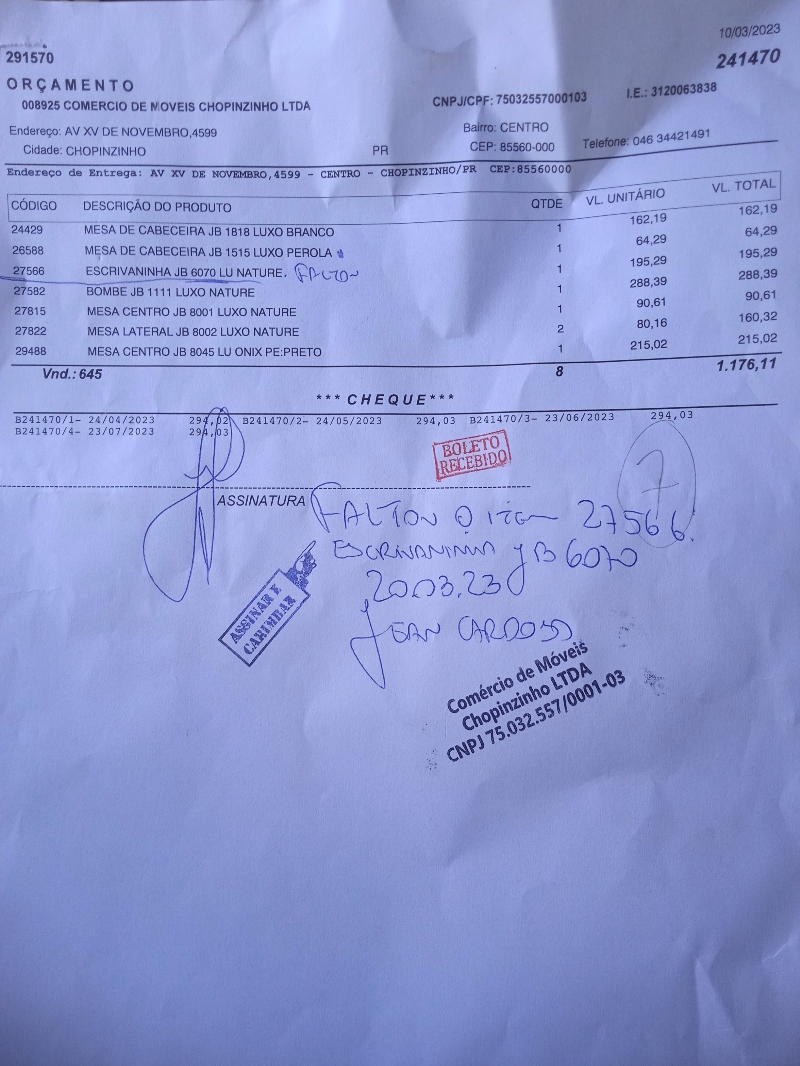 10/03/2023
291570
241470
ORÇAMENTO
008925 COMERCIO DE MOVEIS CHOPINZINHO LTDA CNPJ/CPF: 75032557000103 I.E.: 3120063838
Endereço: AV XV DE NOVEMBRO,4599 Bairro: CENTRO
Cidade: CHOPINZINHO PR CEP: 85560-000 Telefone: 046 34421491
Endereço de Entrega: AV XV DE NOVEMBRO,4599 - CENTRO - CHOPINZINHO/PR CEP:85560000
CÓDIGO DESCRIÇÃO DO PRODUTO QTDE VL. UNITÁRIO VL. TOTAL
24429 MESA DE CABECEIRA JB 1818 LUXO BRANCO 1 162,19 162,19
26588 MESA DE CABECEIRA JB 1515 LUXO PEROLA 1 64,29 64,29
27566 ESCRIVANINHA JB 6070 LU NATURE. FALTOU 1 195,29 195,29
27582 BOMBE JB 1111 LUXO NATURE 1 288,39 288,39
27815 MESA CENTRO JB 8001 LUXO NATURE 1 90,61 90,61
27822 MESA LATERAL JB 8002 LUXO NATURE 2 80,16 160,32
29488 MESA CENTRO JB 8045 LU ONIX PE:PRETO 1 215,02 215,02
Vnd.: 645 8 1.176,11
*** CHEQUE***
B241470/1- 24/04/2023 294,02 B241470/2- 24/05/2023 294,03 B241470/3- 23/06/2023 294,03
B241470/4- 23/07/2023 294,03
BOLETO
RECEBIDO
7
ASSINATURA
FALTOU O ITEM 27566.
ESCRIVANINHA JB 6070
20.03.23
JEAN CARDOSO
ASSINAR E
CARIMBAR
Comércio de Móveis
Chopinzinho LTDA
CNPJ 75.032.557/0001-03